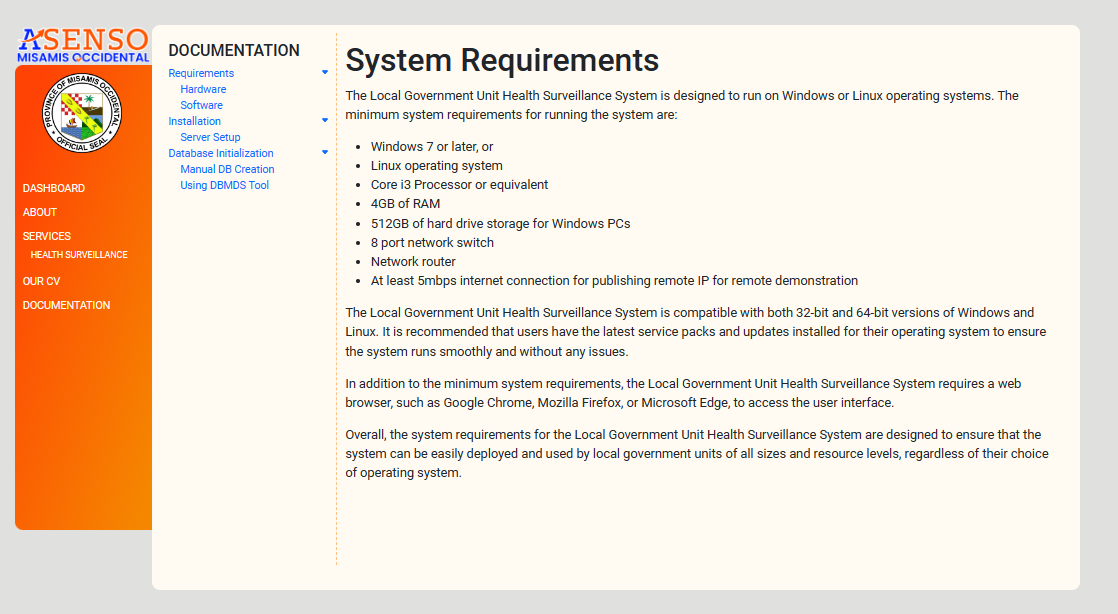 ASENSO
MISAMIS OCCIDENTAL
PROVINCE OF MISAMIS OCCIDENTAL
OFFICIAL SEAL
DASHBOARD
ABOUT
SERVICES
HEALTH SURVEILLANCE
OUR CV
DOCUMENTATION
DOCUMENTATION
Requirements
Hardware
Software
Installation
Server Setup
Database Initialization
Manual DB Creation
Using DBMDS Tool
System Requirements
The Local Government Unit Health Surveillance System is designed to run on Windows or Linux operating systems. The
minimum system requirements for running the system are:
• Windows 7 or later, or
• Linux operating system
• Core i3 Processor or equivalent
• 4GB of RAM
• 512GB of hard drive storage for Windows PCs
• 8 port network switch
• Network router
• At least 5mbps internet connection for publishing remote IP for remote demonstration
The Local Government Unit Health Surveillance System is compatible with both 32-bit and 64-bit versions of Windows and
Linux. It is recommended that users have the latest service packs and updates installed for their operating system to ensure
the system runs smoothly and without any issues.
In addition to the minimum system requirements, the Local Government Unit Health Surveillance System requires a web
browser, such as Google Chrome, Mozilla Firefox, or Microsoft Edge, to access the user interface.
Overall, the system requirements for the Local Government Unit Health Surveillance System are designed to ensure that the
system can be easily deployed and used by local government units of all sizes and resource levels, regardless of their choice
of operating system.